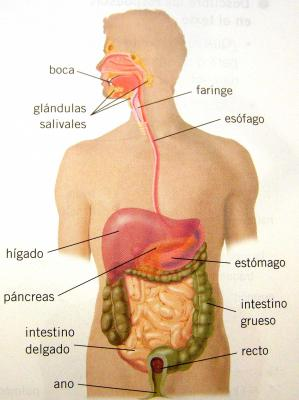 boca
glándulas
salivales
faringe
esófago
hígado
estómago
páncreas
intestino
grueso
intestino
delgado
recto
ano